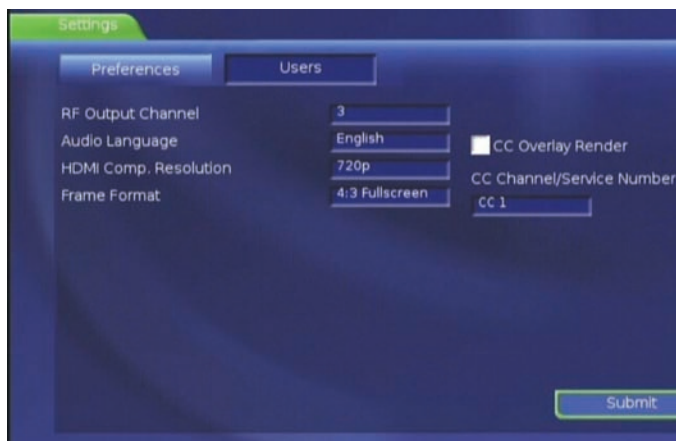 Settings
Preferences
Users
RF Output Channel
3
Audio Language
English
HDMI Comp. Resolution
720p
Frame Format
4:3 Fullscreen
CC Overlay Render
CC Channel/Service Number
CC 1
Submit